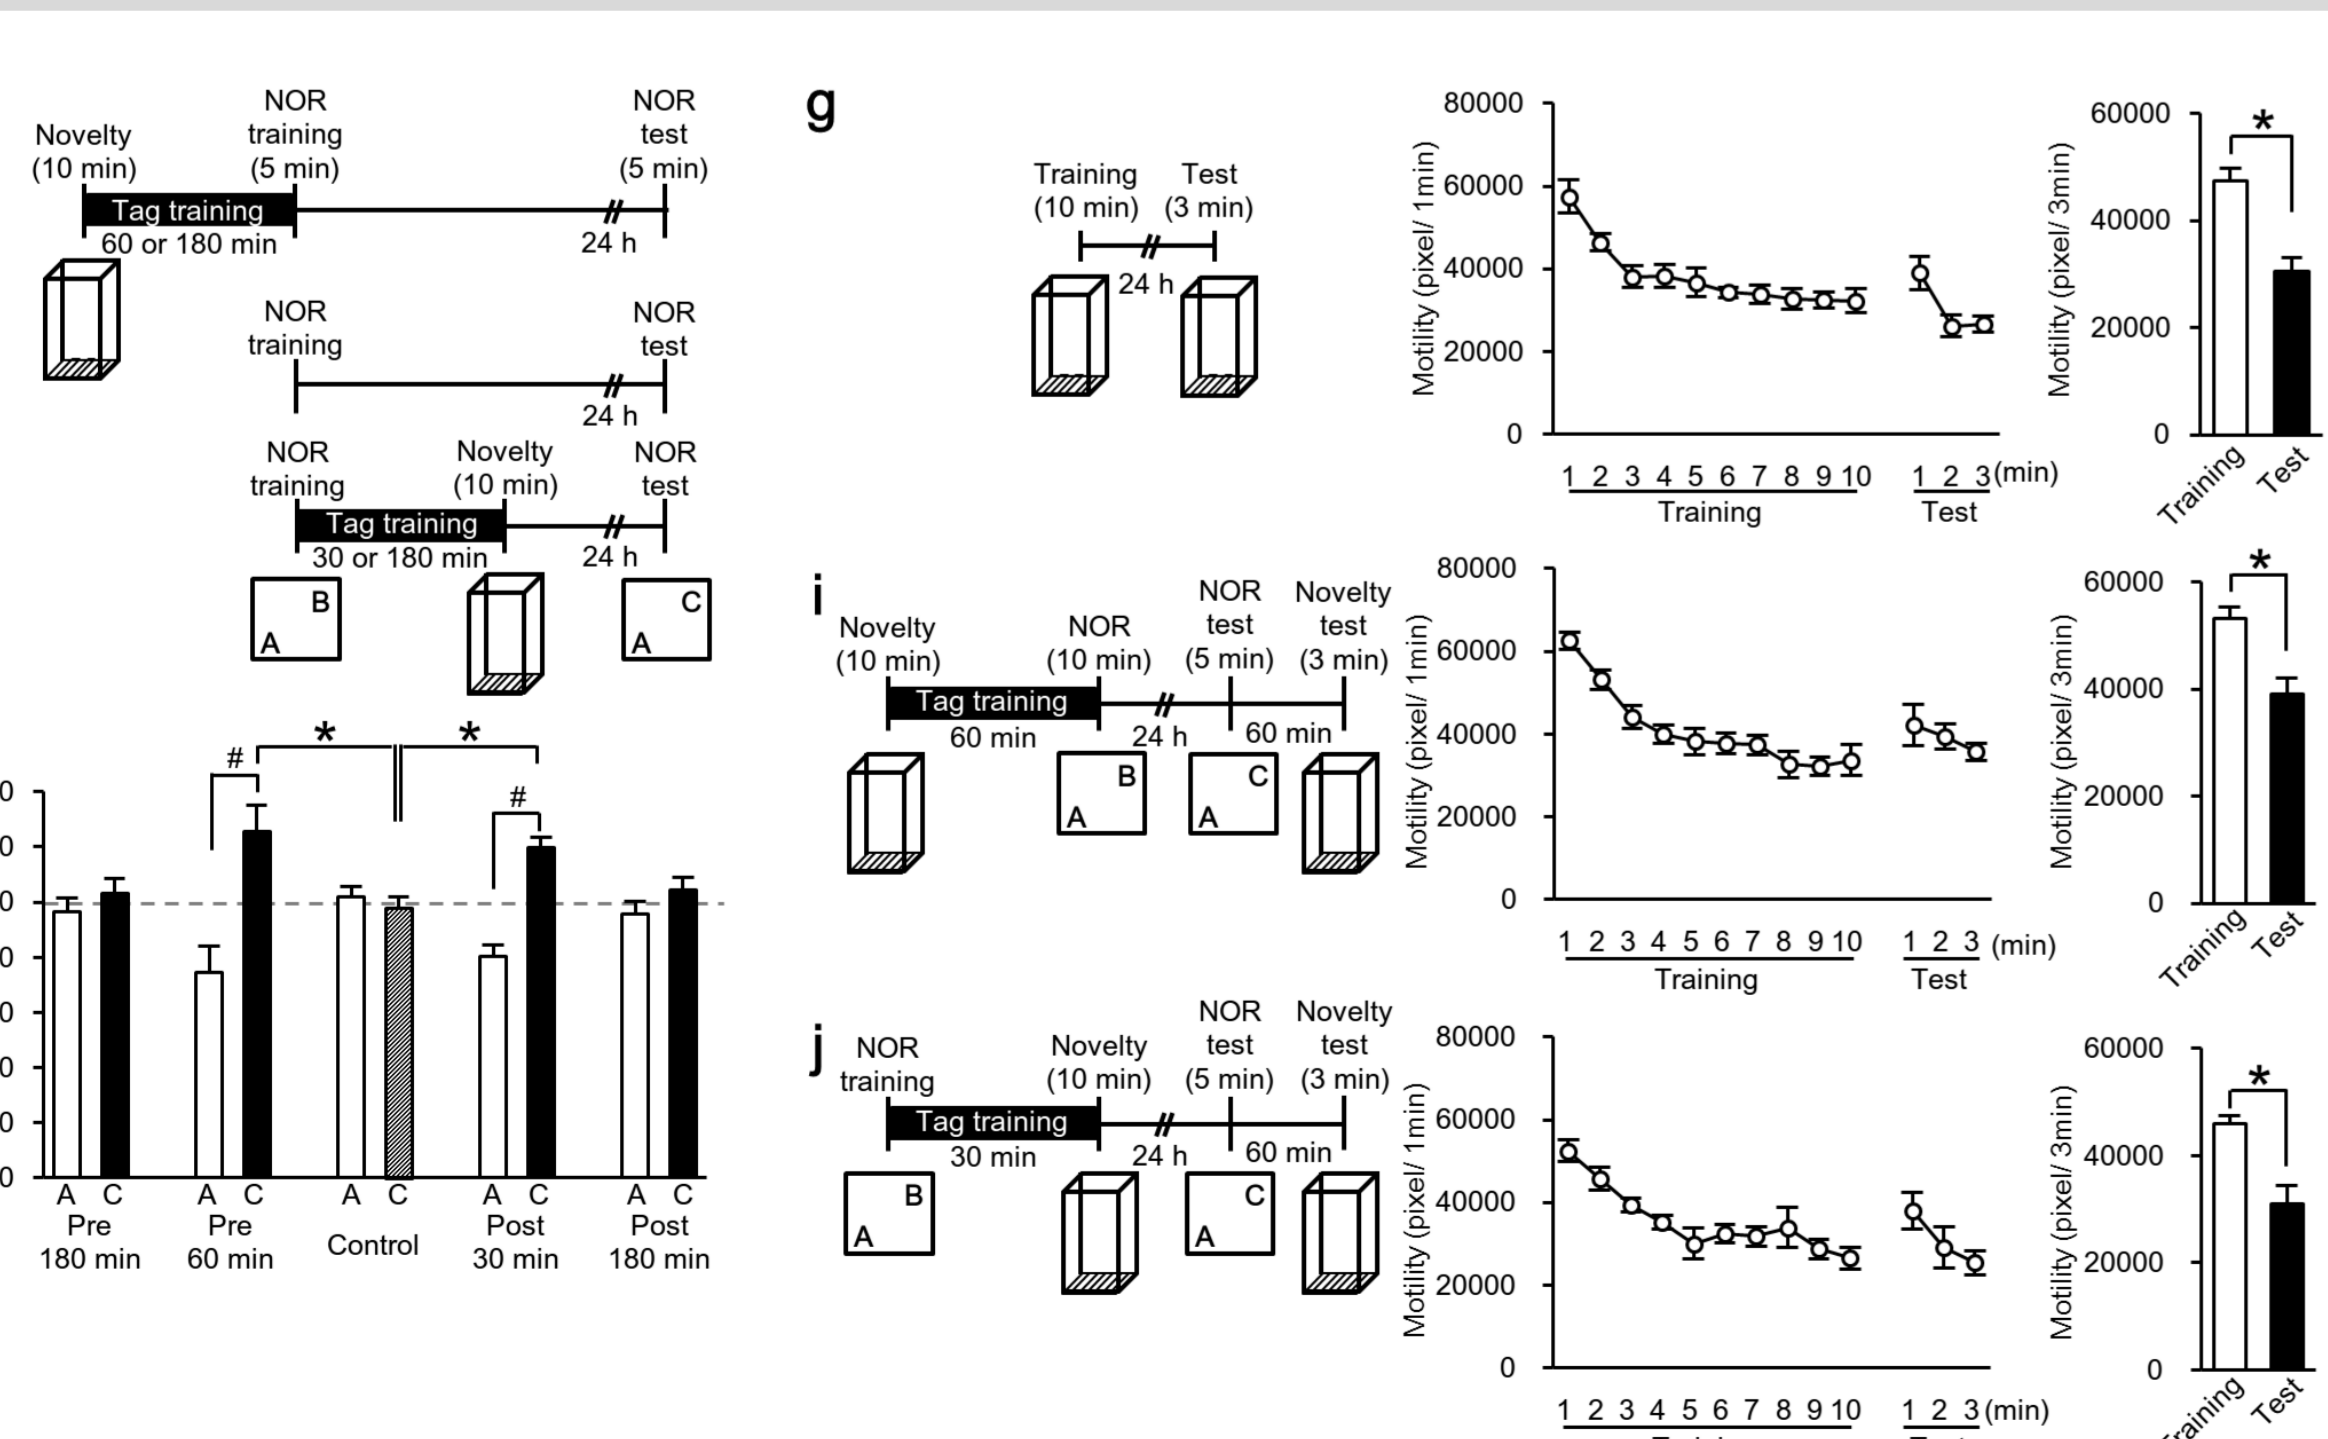 Novelty
(10 min)
NOR
training
(5 min)
NOR
test
(5 min)
Tag training
60 or 180 min
24 h
NOR
training
NOR
test
24 h
NOR
training
Novelty
(10 min)
NOR
test
Tag training
30 or 180 min
24 h
B
A
C
A
*
*
#
#
0
0
0
0
0
0
0
0
A C
A C
A C
A C
A C
Pre
180 min
Pre
60 min
Control
Post
30 min
Post
180 min
g
Training
(10 min)
Test
(3 min)
24 h
Motility (pixel/ 1min)
80000
60000
40000
20000
0
1 2 3 4 5 6 7 8 9 10
Training
1 2 3 (min)
Test
Motility (pixel/ 3min)
60000
40000
20000
0
*
Training
Test
i
Novelty
(10 min)
NOR
(10 min)
NOR
test
(5 min)
Novelty
test
(3 min)
Tag training
60 min
24 h
60 min
B
A
C
A
Motility (pixel/ 1min)
80000
60000
40000
20000
0
1 2 3 4 5 6 7 8 9 10
Training
1 2 3 (min)
Test
Motility (pixel/ 3min)
60000
40000
20000
0
*
Training
Test
j
NOR
training
Novelty
(10 min)
NOR
test
(5 min)
Novelty
test
(3 min)
Tag training
30 min
24 h
60 min
B
A
C
A
Motility (pixel/ 1min)
80000
60000
40000
20000
0
1 2 3 4 5 6 7 8 9 10
1 2 3 (min)
Motility (pixel/ 3min)
60000
40000
20000
0
*
raining
Test